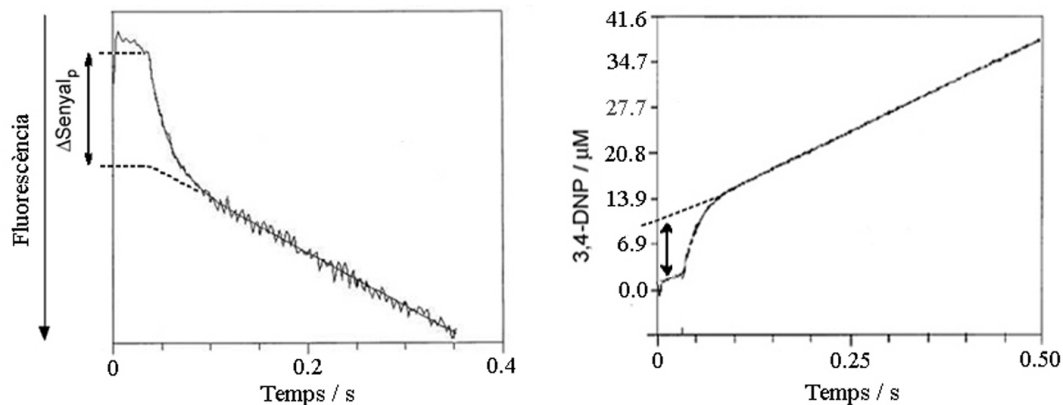 Fluorescència
ΔSenyalp
0
0.2
0.4
Temps / s
3,4-DNP / μM
41.6
34.7
27.7
20.8
13.9
6.9
0.0
0
0.25
0.50
Temps / s